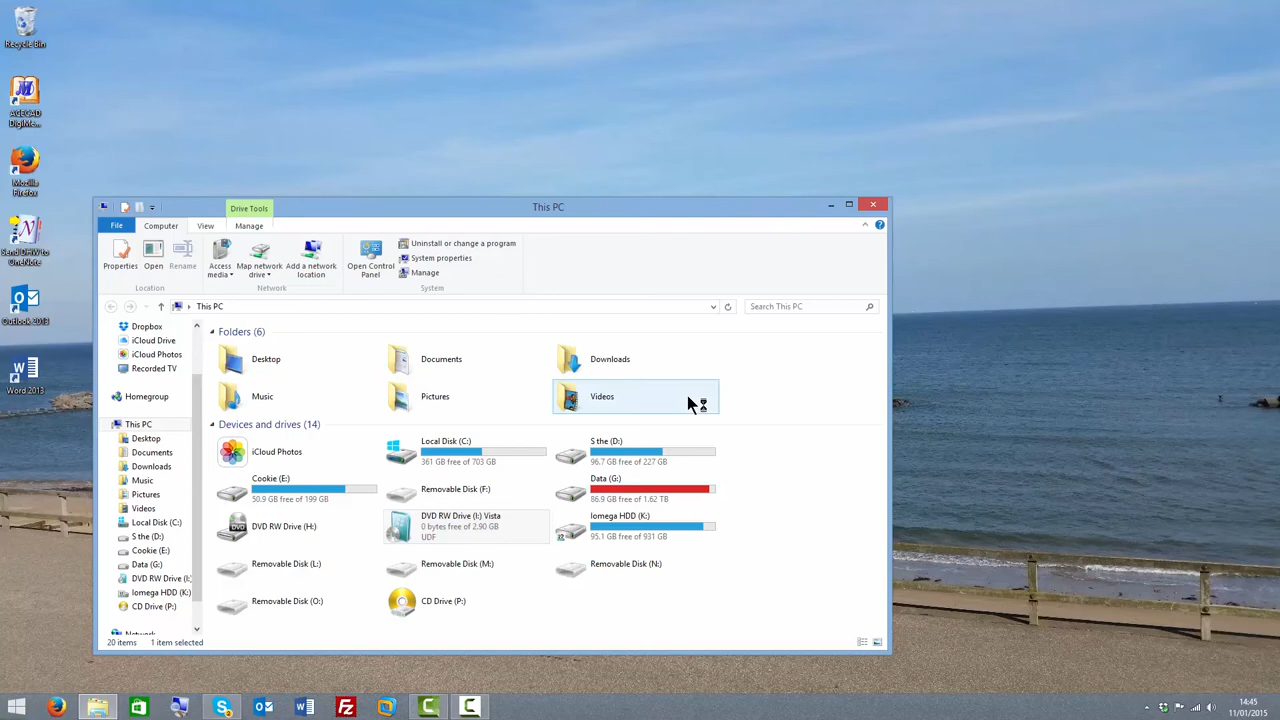 Recycle Bin
ACECAD
DigiMe...
Mozilla
Firefox
Send DHW to
OneNote
Outlook 2013
Word 2013
Drive Tools
This PC
File
Computer
View
Manage
Properties
Open
Rename
Access
media
Map network
drive
Add a network
location
Open Control
Panel
Uninstall or change a program
System properties
Manage
Location
Network
System
This PC
Search This PC
Dropbox
iCloud Drive
iCloud Photos
Recorded TV
Homegroup
This PC
Desktop
Documents
Downloads
Music
Pictures
Videos
Local Disk (C:)
S the (D:)
Cookie (E:)
Data (G:)
DVD RW Drive (I:)
Iomega HDD (K:)
CD Drive (P:)
Network
Folders (6)
Desktop
Documents
Downloads
Music
Pictures
Videos
Devices and drives (14)
iCloud Photos
Local Disk (C:)
361 GB free of 703 GB
S the (D:)
96.7 GB free of 227 GB
Cookie (E:)
50.9 GB free of 199 GB
Removable Disk (F:)
Data (G:)
86.9 GB free of 1.62 TB
DVD
DVD RW Drive (H:)
DVD RW Drive (I:) Vista
0 bytes free of 2.90 GB
UDF
Iomega HDD (K:)
95.1 GB free of 931 GB
Removable Disk (L:)
Removable Disk (M:)
Removable Disk (N:)
Removable Disk (O:)
CD Drive (P:)
20 items
1 item selected
14:45
11/01/2015